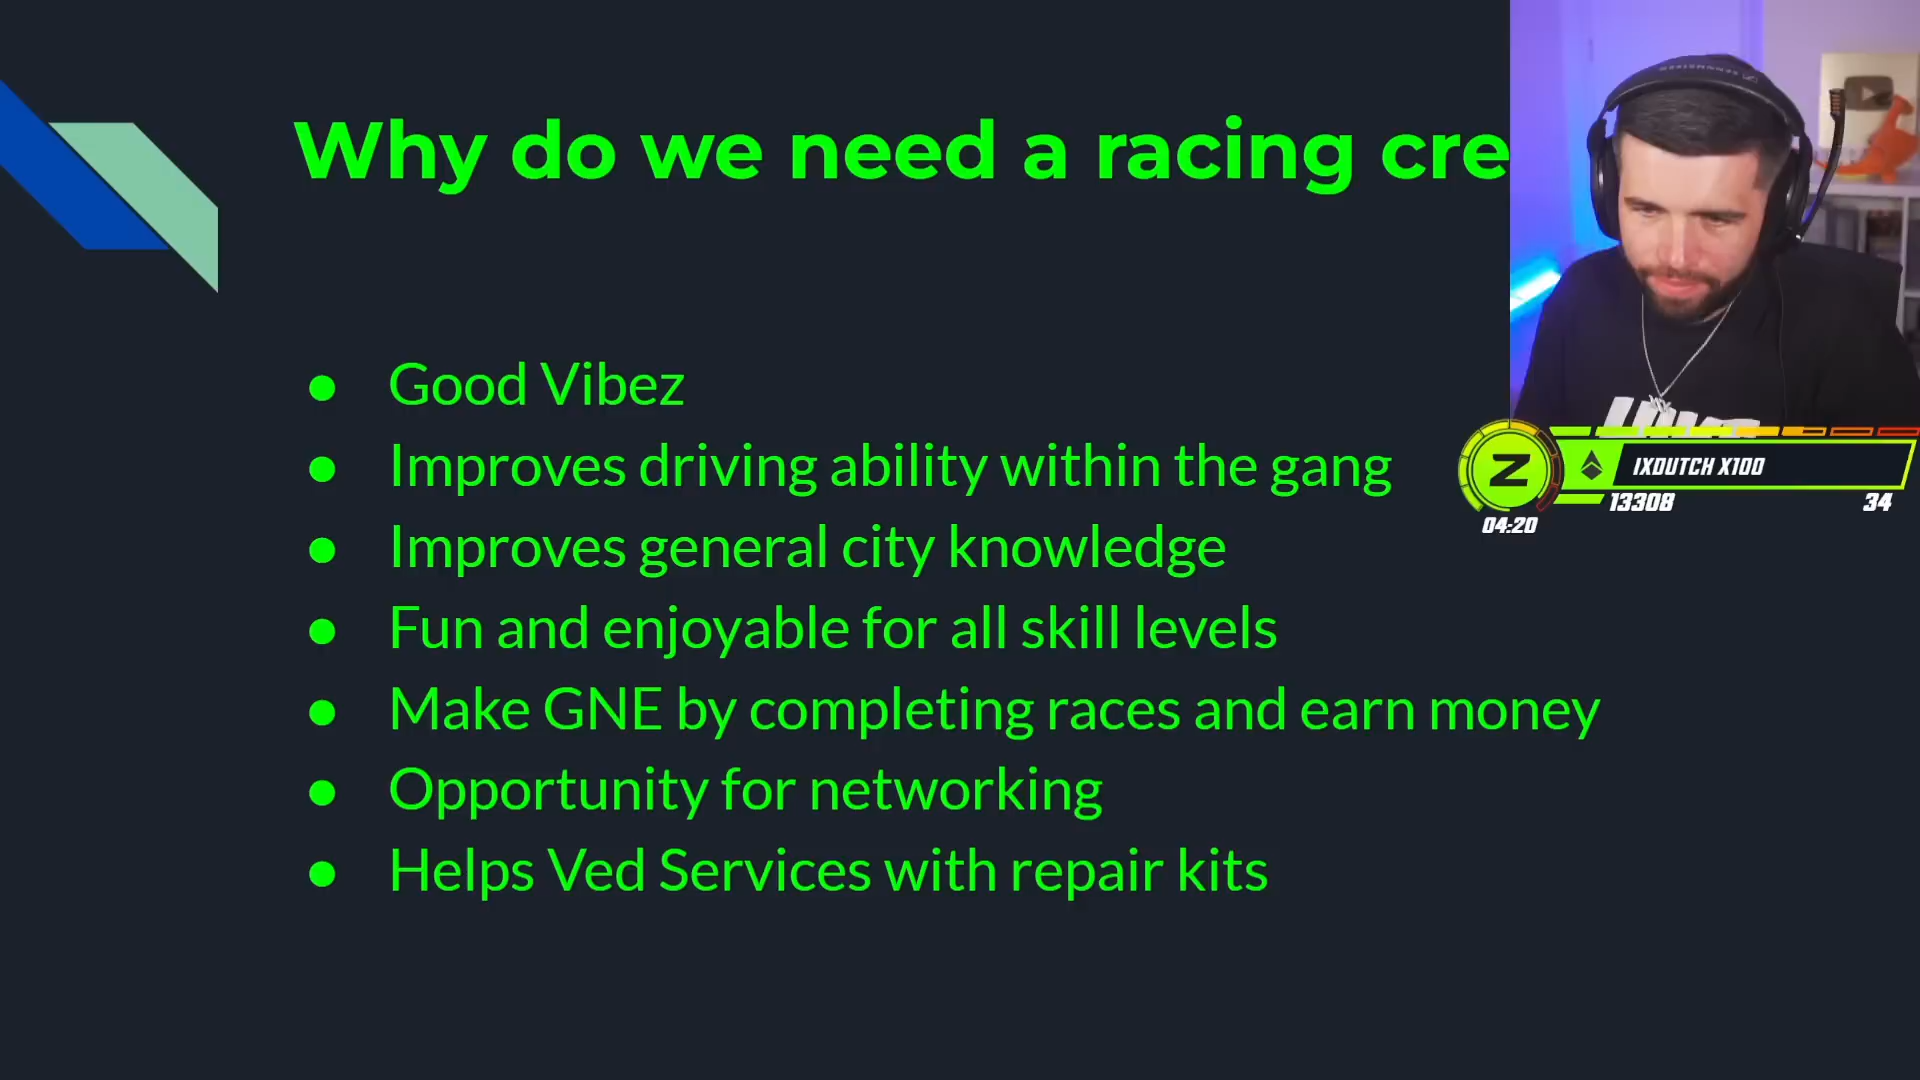 Why do we need a racing cre
● Good Vibez
● Improves driving ability within the gang
● Improves general city knowledge
● Fun and enjoyable for all skill levels
● Make GNE by completing races and earn money
● Opportunity for networking
● Helps Ved Services with repair kits
Z
IXDUTCH X100
13308
34
04:20